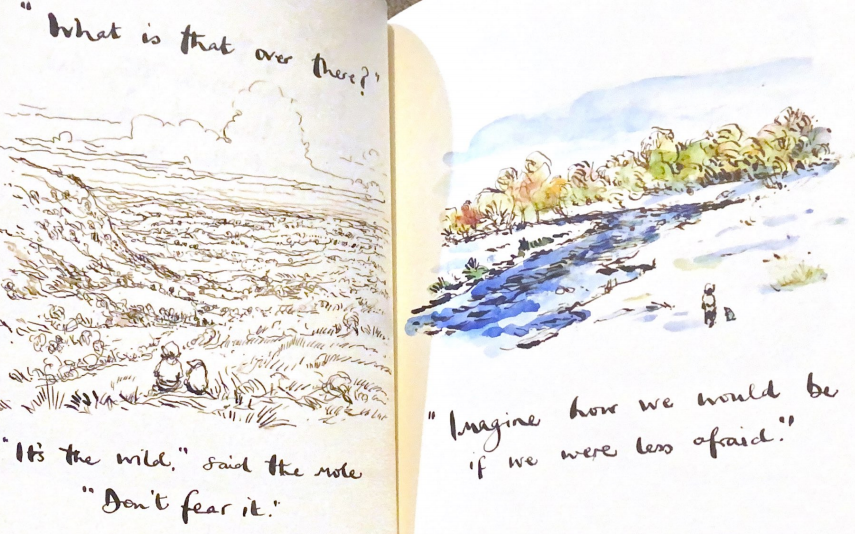 "What is that over there?"
"It's the wild," said the mole
"Don't fear it."
"Imagine how we would be
if we were less afraid."